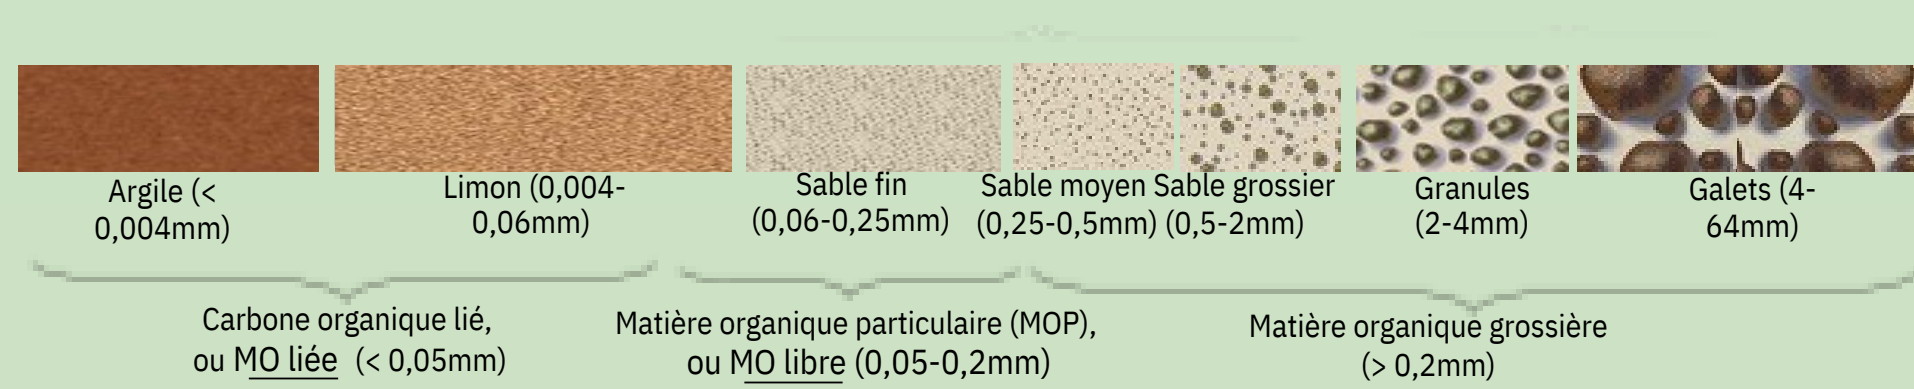 Argile (<
0,004mm)
Limon (0,004-
0,06mm)
Sable fin
(0,06-0,25mm)
Sable moyen
(0,25-0,5mm)
Sable grossier
(0,5-2mm)
Granules
(2-4mm)
Galets (4-
64mm)
Carbone organique lié,
ou MO liée (< 0,05mm)
Matière organique particulaire (MOP),
ou MO libre (0,05-0,2mm)
Matière organique grossière
(> 0,2mm)